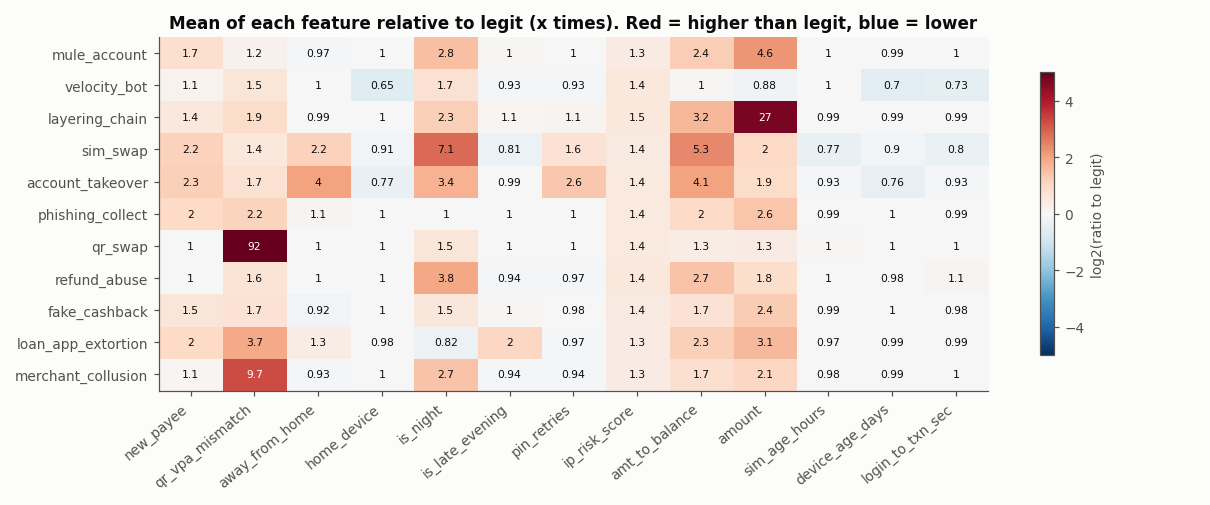 Mean of each feature relative to legit (x times). Red = higher than legit, blue = lower
mule_account 1.7 1.2 0.97 1 2.8 1 1 1.3 2.4 4.6 1 0.99 1
velocity_bot 1.1 1.5 1 0.65 1.7 0.93 0.93 1.4 1 0.88 1 0.7 0.73
layering_chain 1.4 1.9 0.99 1 2.3 1.1 1.1 1.5 3.2 27 0.99 0.99 0.99
sim_swap 2.2 1.4 2.2 0.91 7.1 0.81 1.6 1.4 5.3 2 0.77 0.9 0.8
account_takeover 2.3 1.7 4 0.77 3.4 0.99 2.6 1.4 4.1 1.9 0.93 0.76 0.93
phishing_collect 2 2.2 1.1 1 1 1 1 1.4 2 2.6 0.99 1 0.99
qr_swap 1 92 1 1 1.5 1 1 1.4 1.3 1.3 1 1 1
refund_abuse 1 1.6 1 1 3.8 0.94 0.97 1.4 2.7 1.8 1 0.98 1.1
fake_cashback 1.5 1.7 0.92 1 1.5 1 0.98 1.4 1.7 2.4 0.99 1 0.98
loan_app_extortion 2 3.7 1.3 0.98 0.82 2 0.97 1.3 2.3 3.1 0.97 0.99 0.99
merchant_collusion 1.1 9.7 0.93 1 2.7 0.94 0.94 1.3 1.7 2.1 0.98 0.99 1
new_payee
qr_vpa_mismatch
away_from_home
home_device
is_night
is_late_evening
pin_retries
ip_risk_score
amt_to_balance
amount
sim_age_hours
device_age_days
login_to_txn_sec
4
2
0
−2
−4
log2(ratio to legit)